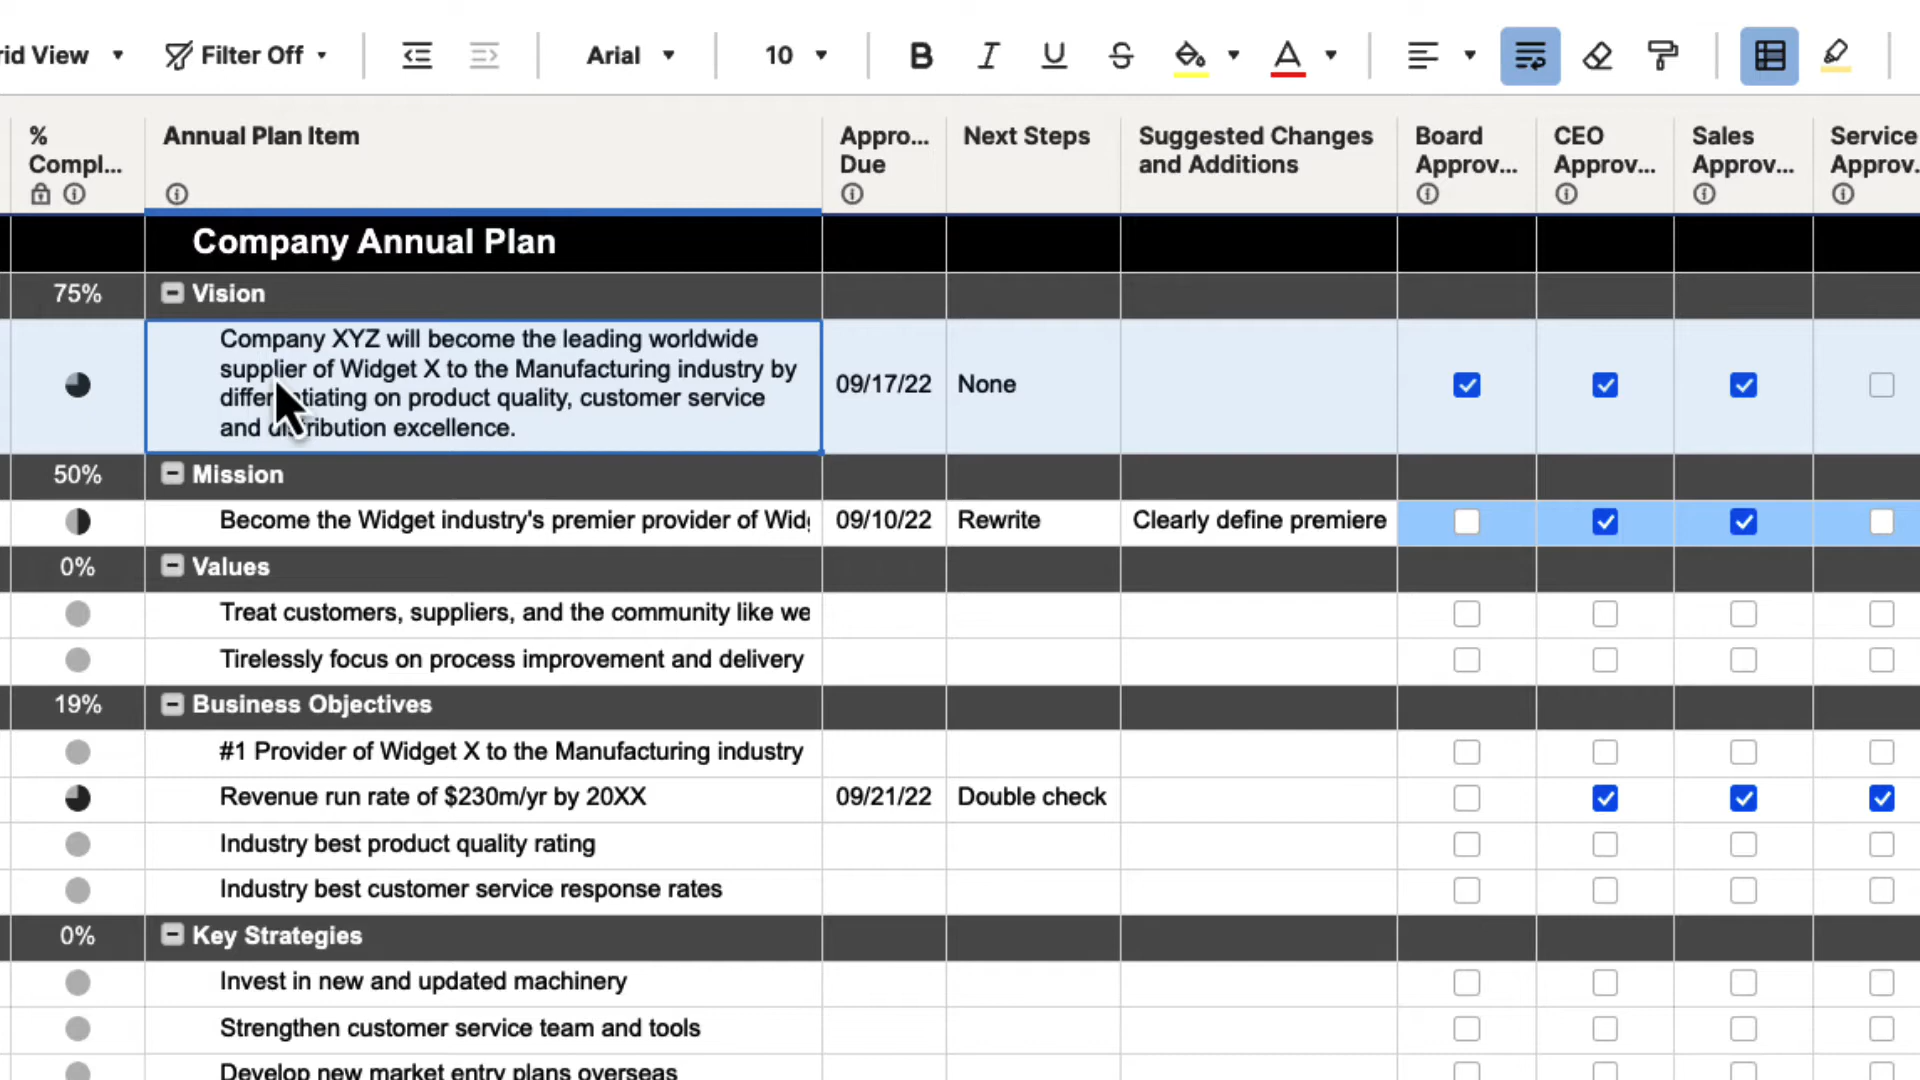 rid View Filter Off Arial 10 B I U S A
% Compl... Annual Plan Item Appro... Due Next Steps Suggested Changes and Additions Board Approv... CEO Approv... Sales Approv... Service Approv.
Company Annual Plan
75% Vision
Company XYZ will become the leading worldwide
supplier of Widget X to the Manufacturing industry by
differentiating on product quality, customer service
and distribution excellence.
09/17/22 None
50% Mission
Become the Widget industry's premier provider of Widg 09/10/22 Rewrite Clearly define premiere
0% Values
Treat customers, suppliers, and the community like we
Tirelessly focus on process improvement and delivery
19% Business Objectives
#1 Provider of Widget X to the Manufacturing industry
Revenue run rate of $230m/yr by 20XX 09/21/22 Double check
Industry best product quality rating
Industry best customer service response rates
0% Key Strategies
Invest in new and updated machinery
Strengthen customer service team and tools
Develop new market entry plans overseas